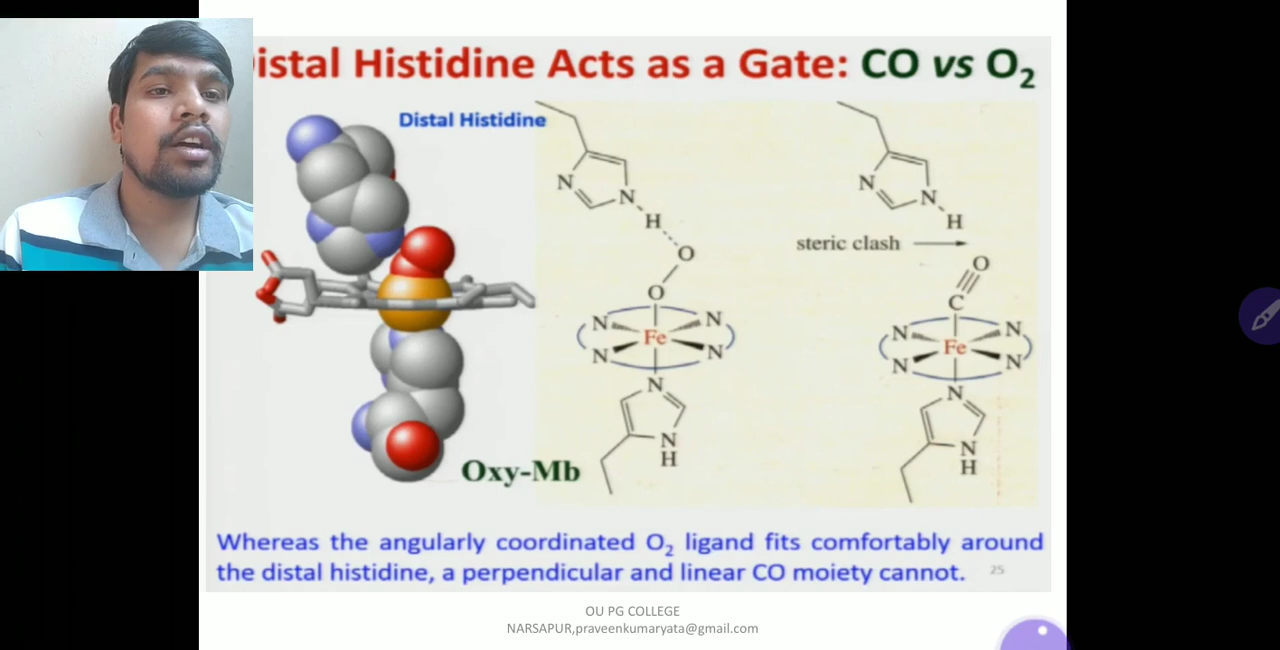 istal Histidine Acts as a Gate: CO vs O₂
Distal Histidine
N
N
H
O
O
N
N
Fe
N
N
N
N
H
N
N
H
steric clash
O
C
N
N
Fe
N
N
N
N
H
Oxy-Mb
Whereas the angularly coordinated O₂ ligand fits comfortably around
the distal histidine, a perpendicular and linear CO moiety cannot.
25
OU PG COLLEGE
NARSAPUR,praveenkumaryata@gmail.com